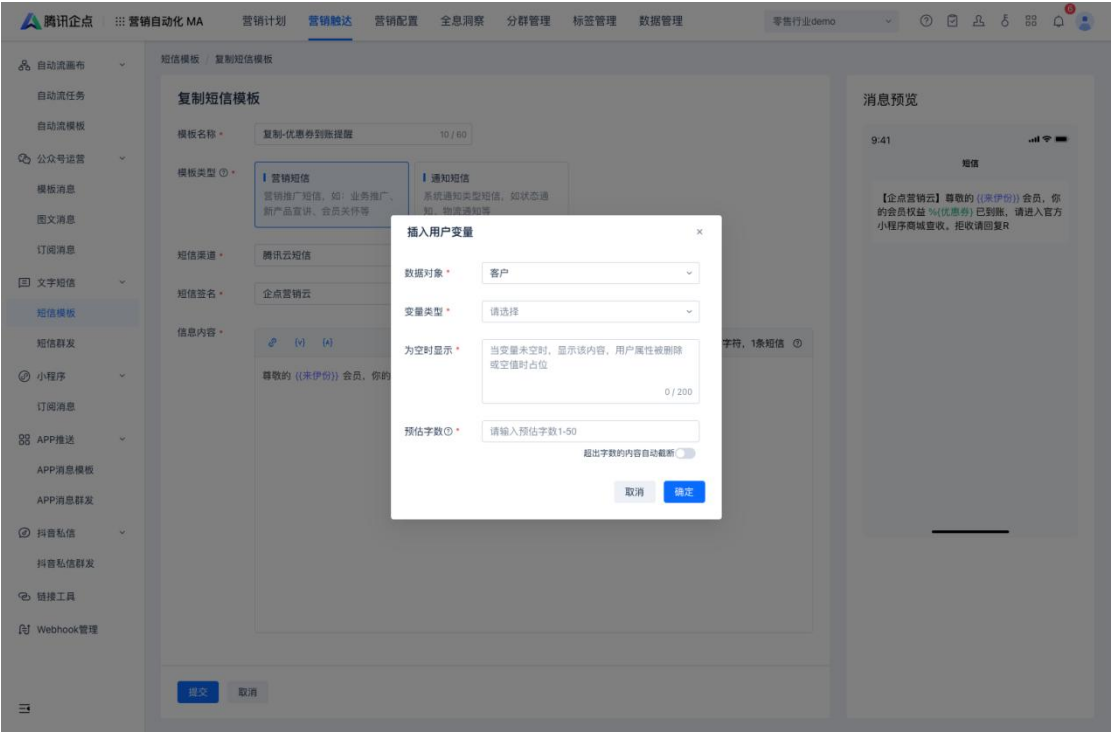 腾讯企点 营销自动化 MA 营销计划 营销触达 营销配置 全息洞察 分群管理 标签管理 数据管理 零售行业demo
自动流画布
自动流任务
自动流模板
公众号运营
模板消息
图文消息
订阅消息
文字短信
短信模板
短信群发
小程序
订阅消息
APP推送
APP消息模板
APP消息群发
抖音私信
抖音私信群发
链接工具
Webhook管理
短信模板 / 复制短信模板
复制短信模板
模板名称 * 复制-优惠券到账提醒 10 / 60
模板类型 *
营销短信
营销推广短信，如：业务推广、
新产品宣讲、会员关怀等
通知短信
系统通知类型短信，如状态通
知、物流通知等
短信渠道 * 腾讯云短信
短信签名 * 企点营销云
信息内容 *
{v} {A}
字符，1条短信
尊敬的 {{来伊份}} 会员，你的
提交 取消
插入用户变量 ×
数据对象 * 客户
变量类型 * 请选择
为空时显示 * 当变量未空时，显示该内容，用户属性被删除
或空值时占位
0 / 200
预估字数 * 请输入预估字数1-50
超出字数的内容自动截断
取消 确定
消息预览
9:41
短信
【企点营销云】尊敬的 {{来伊份}} 会员，你
的会员权益 %{优惠券} 已到账，请进入官方
小程序商城查收，拒收请回复R